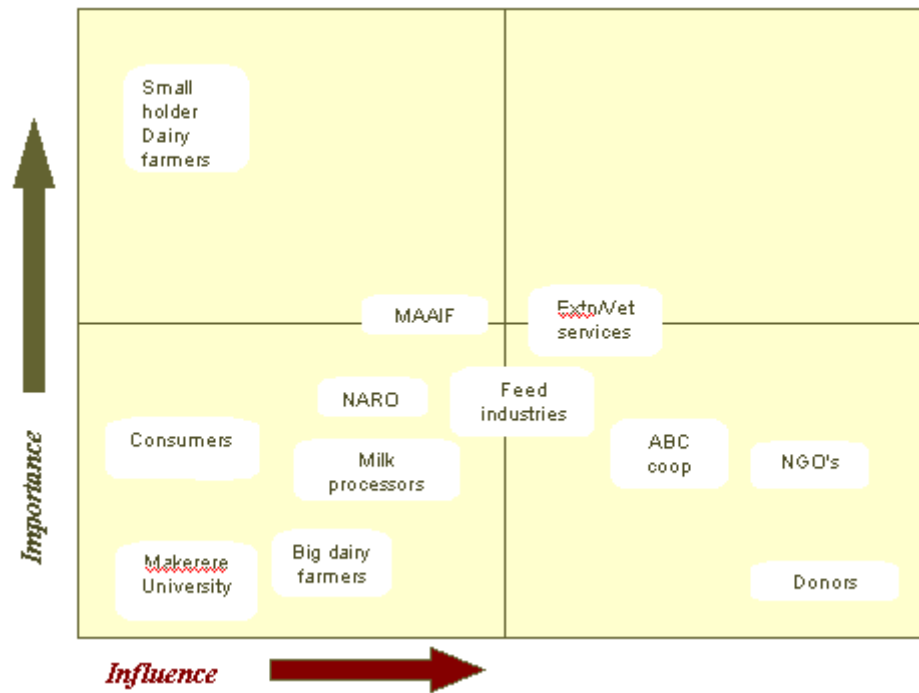 Small
holder
Dairy
farmers
MAAIF
Extn/Vet
services
NARO
Feed
industries
Consumers
Milk
processors
ABC
coop
NGO's
Makerere
University
Big dairy
farmers
Donors
Importance
Influence